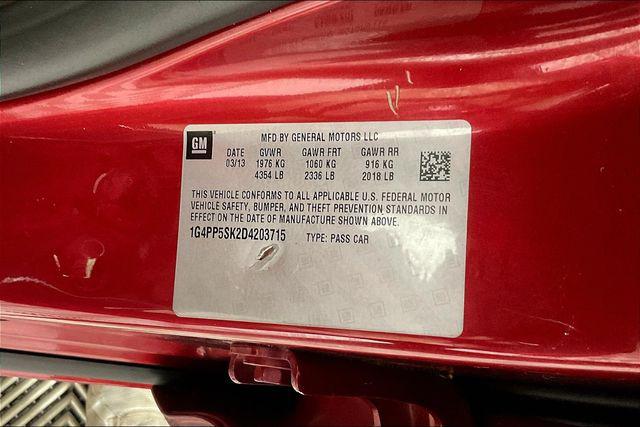 GM
MFD BY GENERAL MOTORS LLC
DATE GVWR GAWR FRT GAWR RR
03/13 1976 KG 1060 KG 916 KG
4354 LB 2336 LB 2018 LB
THIS VEHICLE CONFORMS TO ALL APPLICABLE U.S. FEDERAL MOTOR
VEHICLE SAFETY, BUMPER, AND THEFT PREVENTION STANDARDS IN
EFFECT ON THE DATE OF MANUFACTURE SHOWN ABOVE.
1G4PP5SK2D4203715 TYPE: PASS CAR